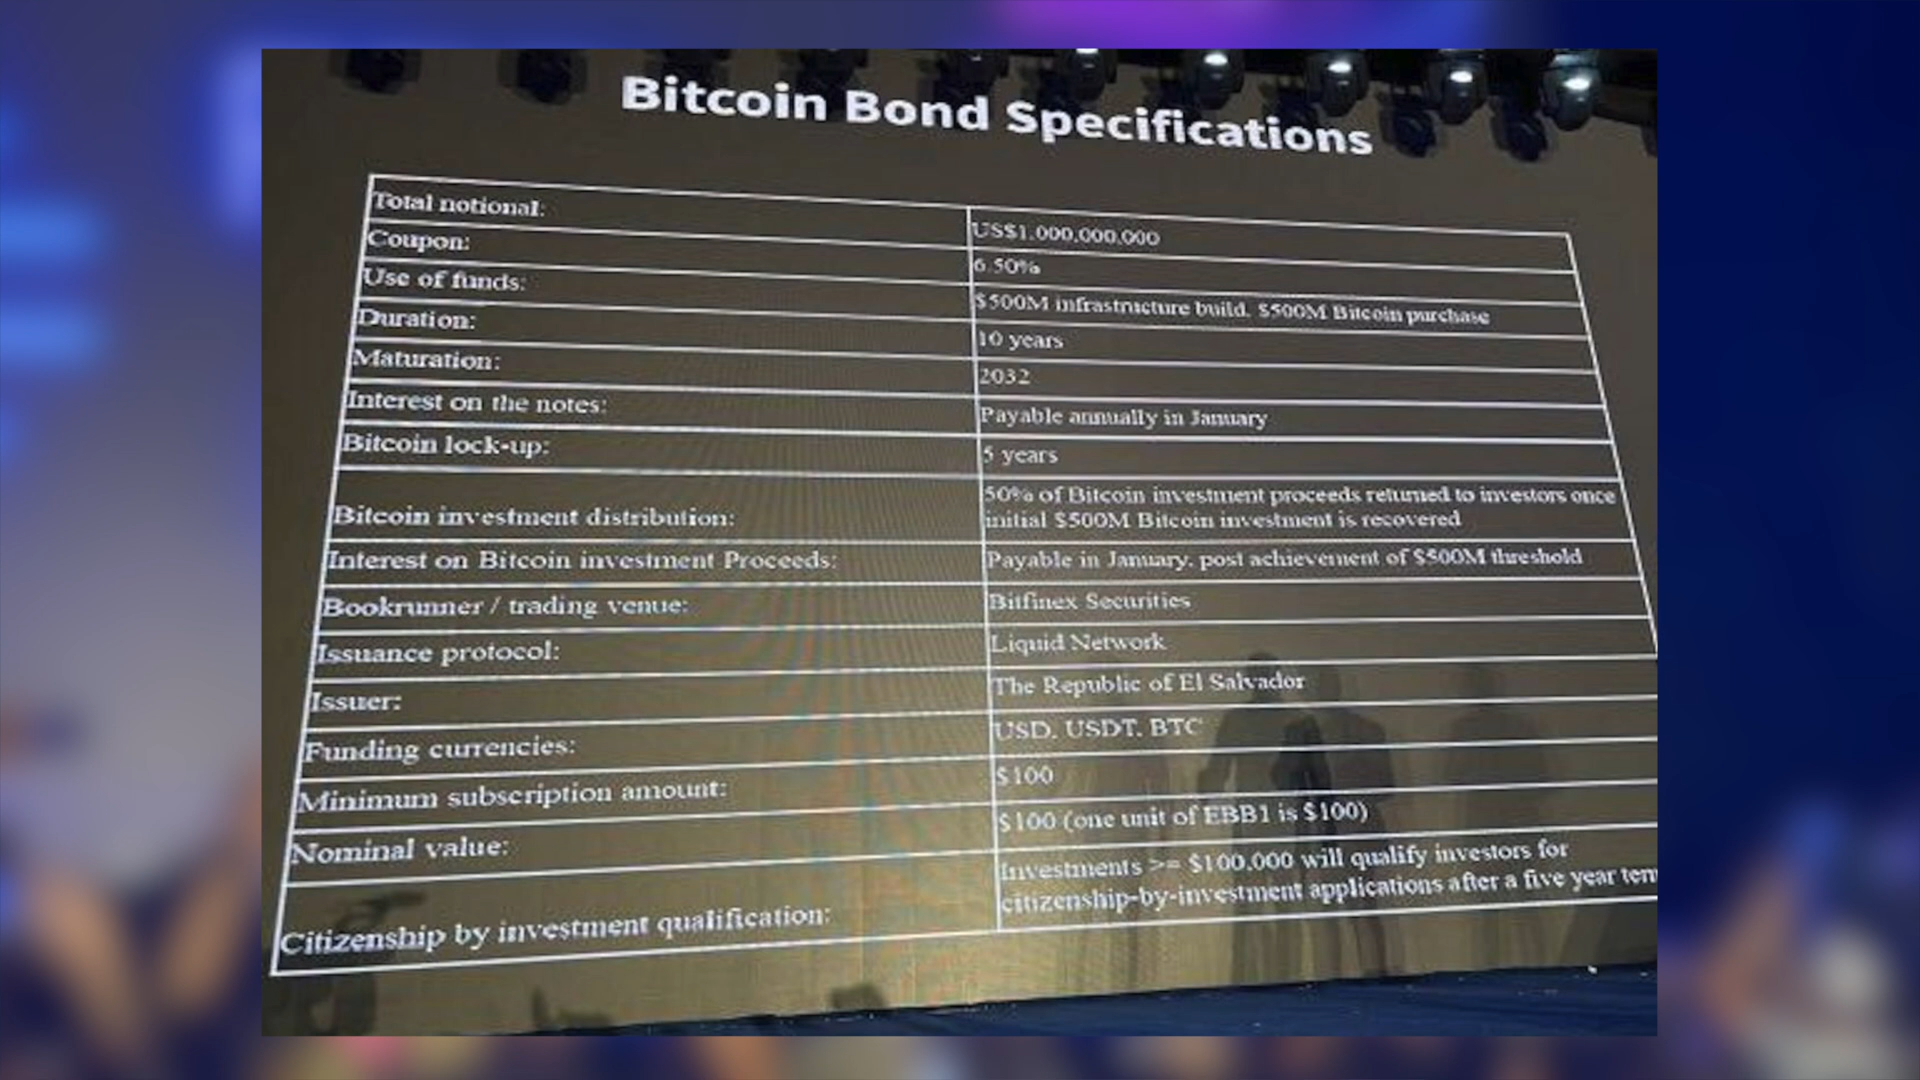 Bitcoin Bond Specifications
Total notional: US$1.000,000,000
Coupon: 6.50%
Use of funds: $500M infrastructure build, $500M Bitcoin purchase
Duration: 10 years
Maturation: 2032
Interest on the notes: Payable annually in January
Bitcoin lock-up: 5 years
Bitcoin investment distribution: 50% of Bitcoin investment proceeds returned to investors once
initial $500M Bitcoin investment is recovered
Interest on Bitcoin investment Proceeds: Payable in January, post achievement of $500M threshold
Bookrunner / trading venue: Bitfinex Securities
Issuance protocol: Liquid Network
Issuer: The Republic of El Salvador
Funding currencies: USD, USDT, BTC
Minimum subscription amount: $100
Nominal value: $100 (one unit of EBB1 is $100)
Citizenship by investment qualification: Investments >= $100,000 will qualify investors for
citizenship-by-investment applications after a five year